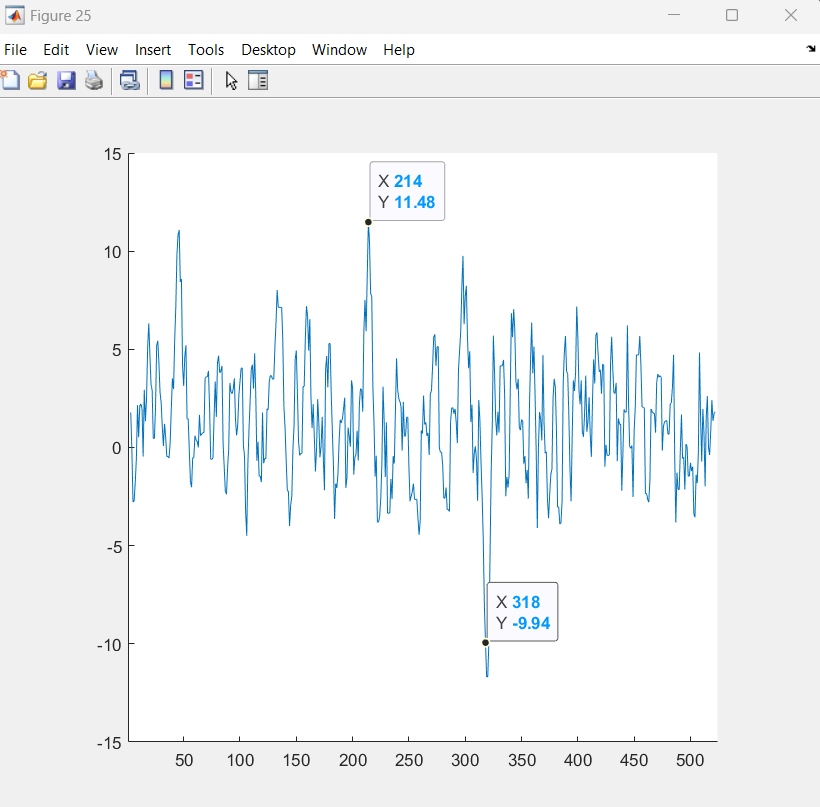 Figure 25
File Edit View Insert Tools Desktop Window Help
15
X 214
Y 11.48
10
5
0
-5
X 318
Y -9.94
-10
-15
50 100 150 200 250 300 350 400 450 500